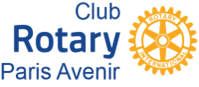 Club
Rotary
Paris Avenir
ROTARY
INTERNATIONAL